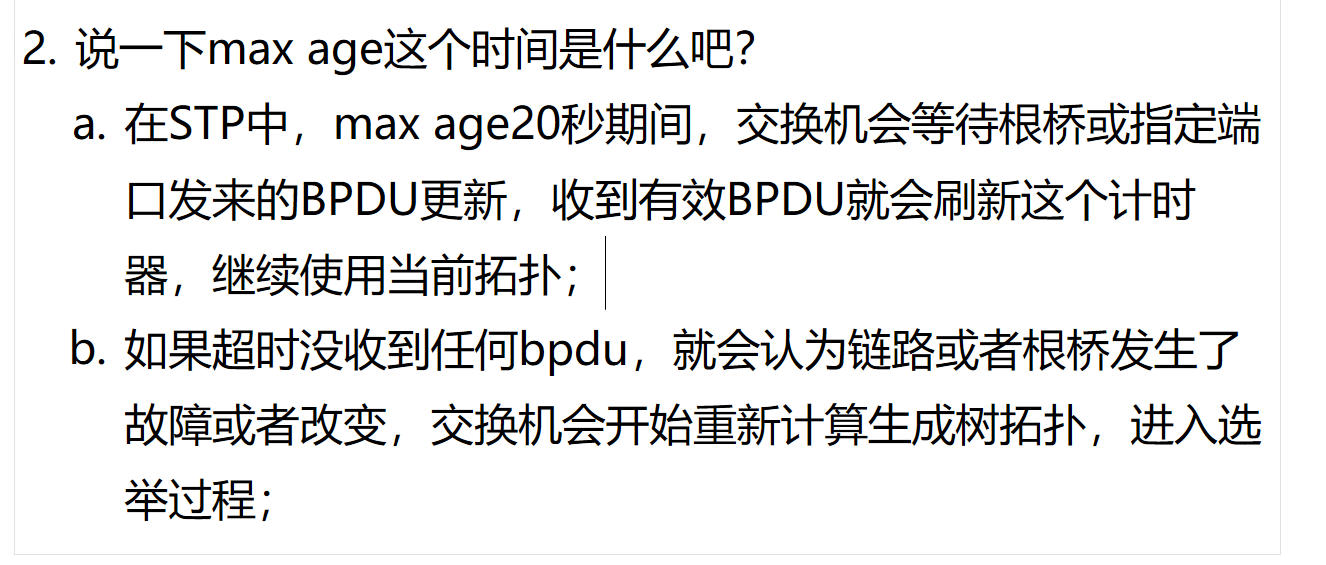 2. 说一下max age这个时间是什么吧？
a. 在STP中，max age20秒期间，交换机会等待根桥或指定端
口发来的BPDU更新，收到有效BPDU就会刷新这个计时
器，继续使用当前拓扑；
b. 如果超时没收到任何bpdu，就会认为链路或者根桥发生了
故障或者改变，交换机会开始重新计算生成树拓扑，进入选
举过程；